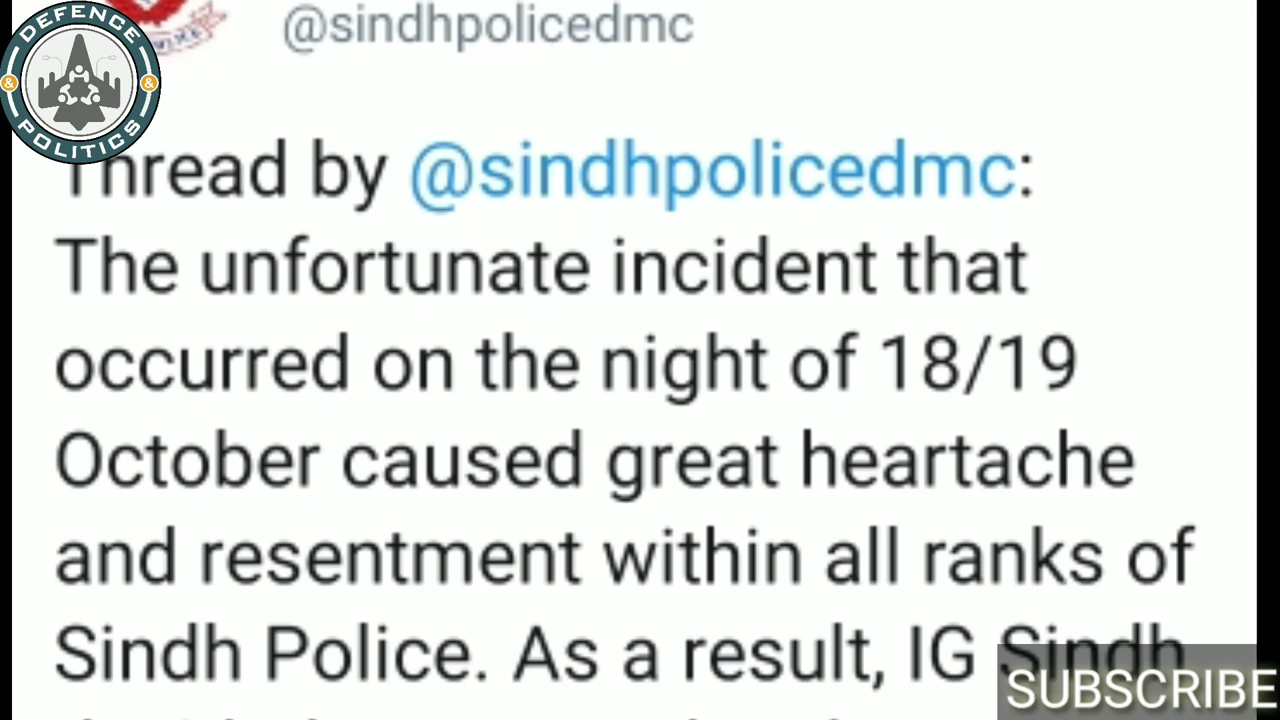 @sindhpolicedmc
DEFENCE
&
&
POLITICS
Thread by @sindhpolicedmc:
The unfortunate incident that
occurred on the night of 18/19
October caused great heartache
and resentment within all ranks of
Sindh Police. As a result, IG Sindh
SUBSCRIBE